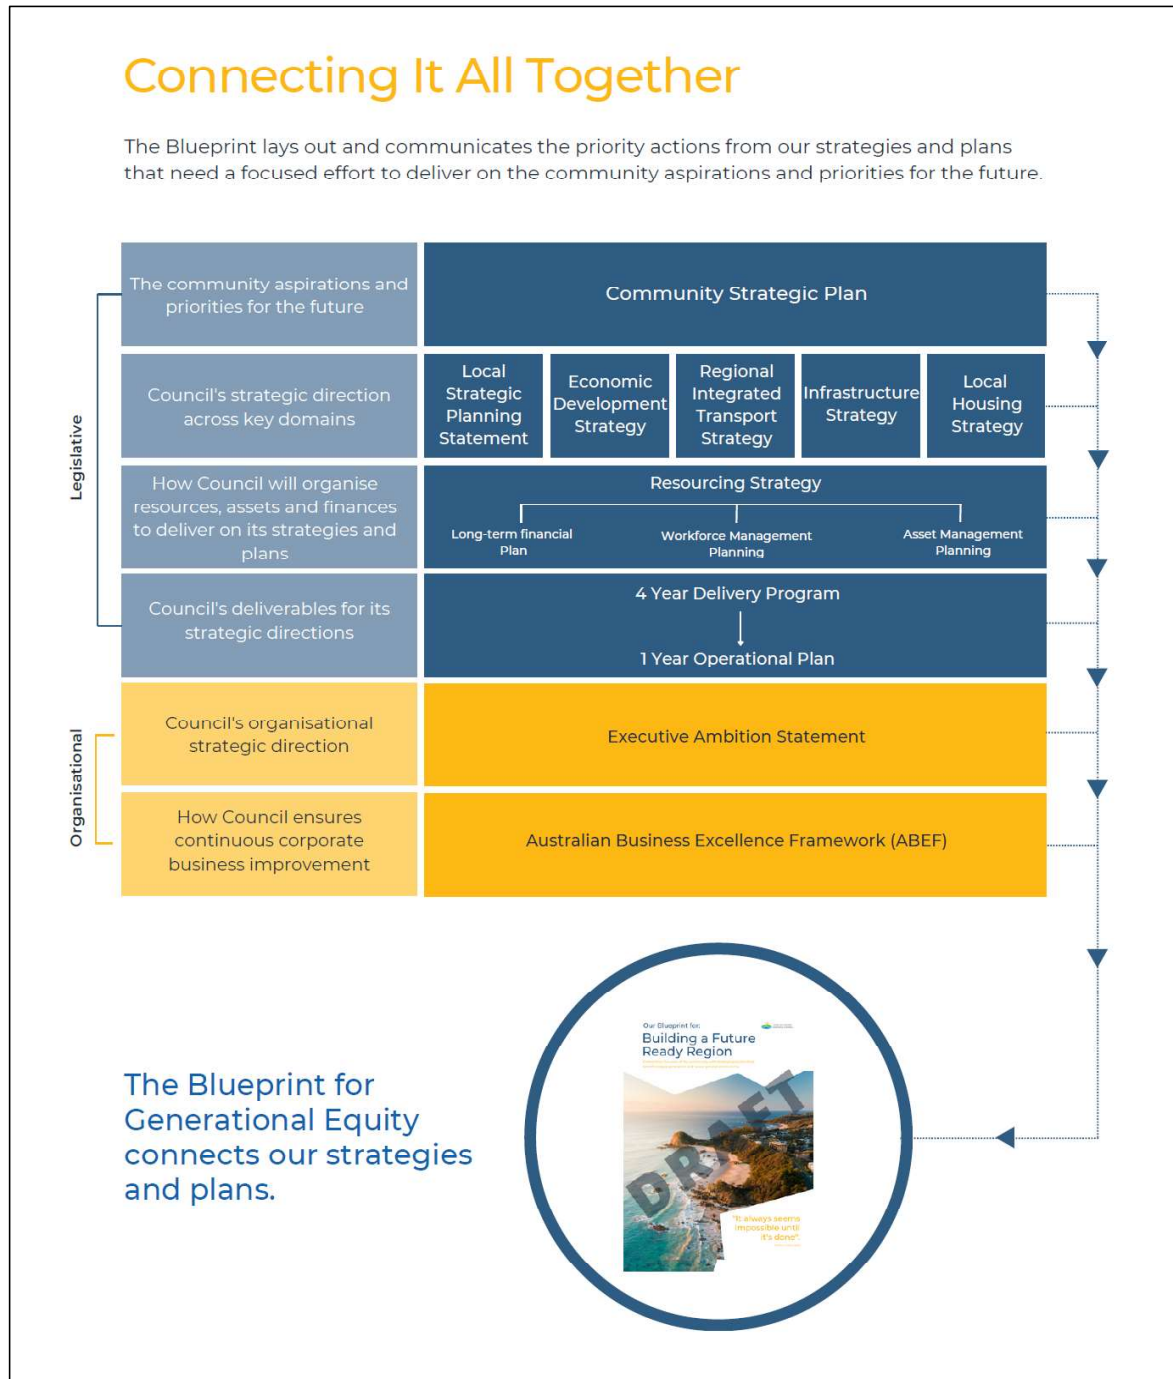 Connecting It All Together
The Blueprint lays out and communicates the priority actions from our strategies and plans
that need a focused effort to deliver on the community aspirations and priorities for the future.
Legislative
The community aspirations and
priorities for the future
Community Strategic Plan
Council's strategic direction
across key domains
Local
Strategic
Planning
Statement
Economic
Development
Strategy
Regional
Integrated
Transport
Strategy
Infrastructure
Strategy
Local
Housing
Strategy
How Council will organise
resources, assets and finances
to deliver on its strategies and
plans
Resourcing Strategy
Long-term financial
Plan
Workforce Management
Planning
Asset Management
Planning
Council's deliverables for its
strategic directions
4 Year Delivery Program
1 Year Operational Plan
Organisational
Council's organisational
strategic direction
Executive Ambition Statement
How Council ensures
continuous corporate
business improvement
Australian Business Excellence Framework (ABEF)
The Blueprint for
Generational Equity
connects our strategies
and plans.
Our Blueprint for:
Building a Future
Ready Region
DRAFT
"It always seems
impossible until
it's done".